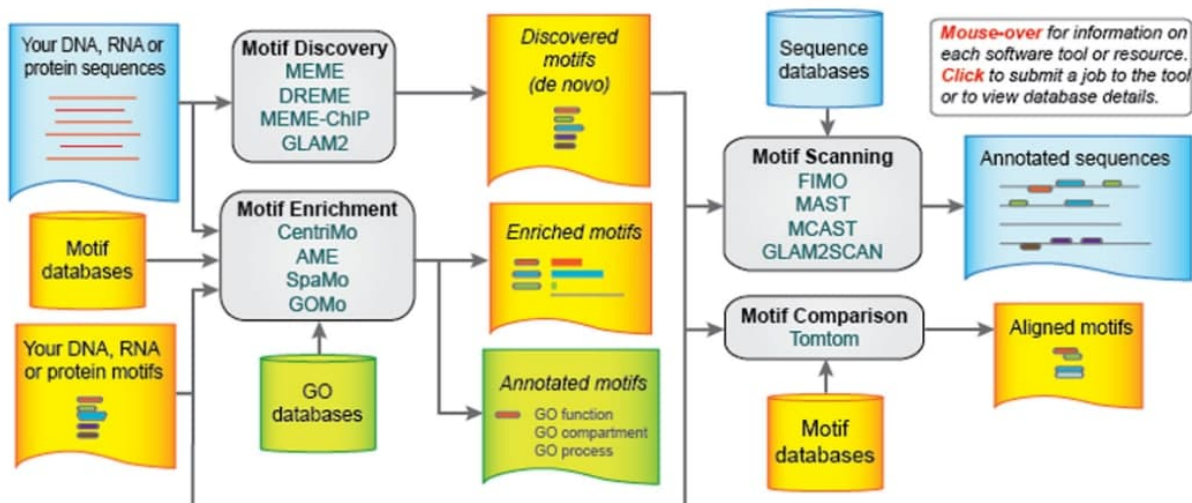 Your DNA, RNA or
protein sequences
Motif Discovery
MEME
DREME
MEME-ChIP
GLAM2
Discovered
motifs
(de novo)
Sequence
databases
Mouse-over for information on
each software tool or resource.
Click to submit a job to the tool
or to view database details.
Motif Scanning
FIMO
MAST
MCAST
GLAM2SCAN
Annotated sequences
Motif
databases
Motif Enrichment
CentriMo
AME
SpaMo
GOMo
Enriched motifs
Your DNA, RNA
or protein motifs
GO
databases
Annotated motifs
GO function
GO compartment
GO process
Motif Comparison
Tomtom
Aligned motifs
Motif
databases